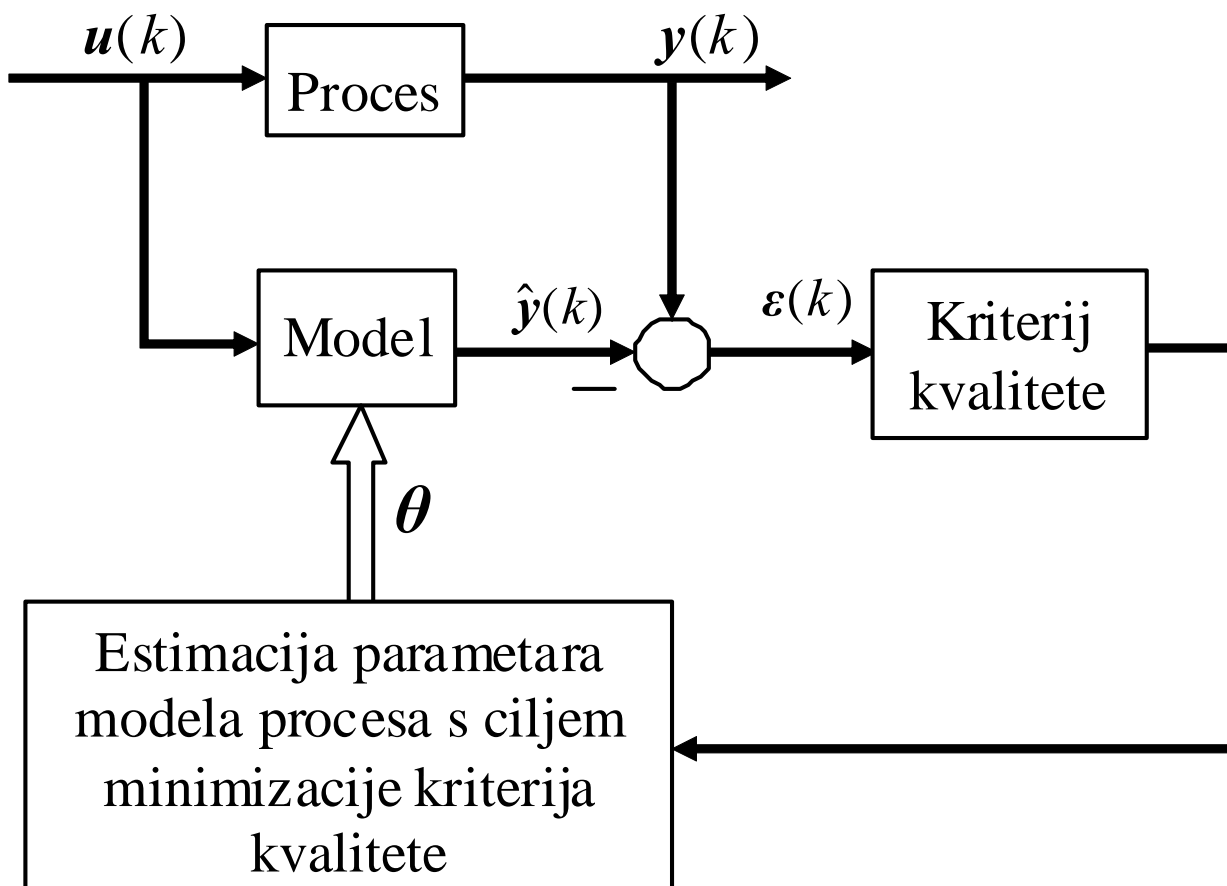 u(k)
y(k)
Proces
Model
ŷ(k)
–
ε(k)
Kriterij
kvalitete
θ
Estimacija parametara
modela procesa s ciljem
minimizacije kriterija
kvalitete